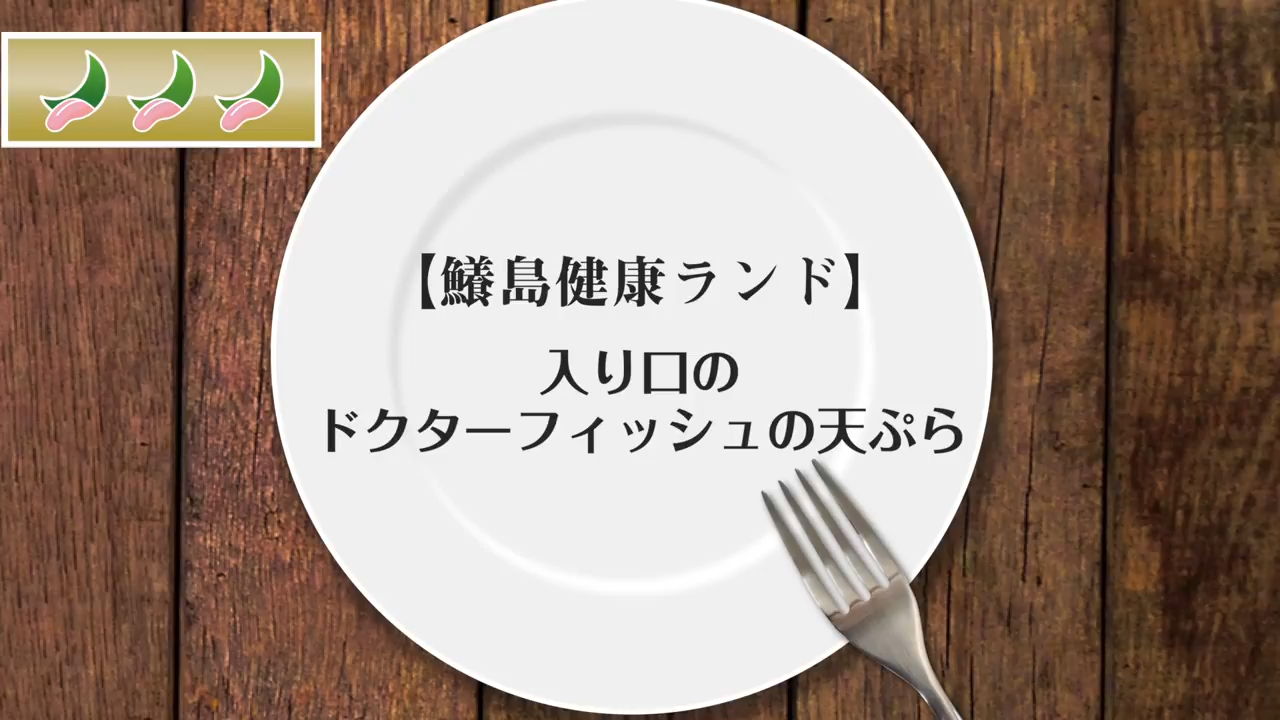 【鱶島健康ランド】
入り口の
ドクターフィッシュの天ぷら